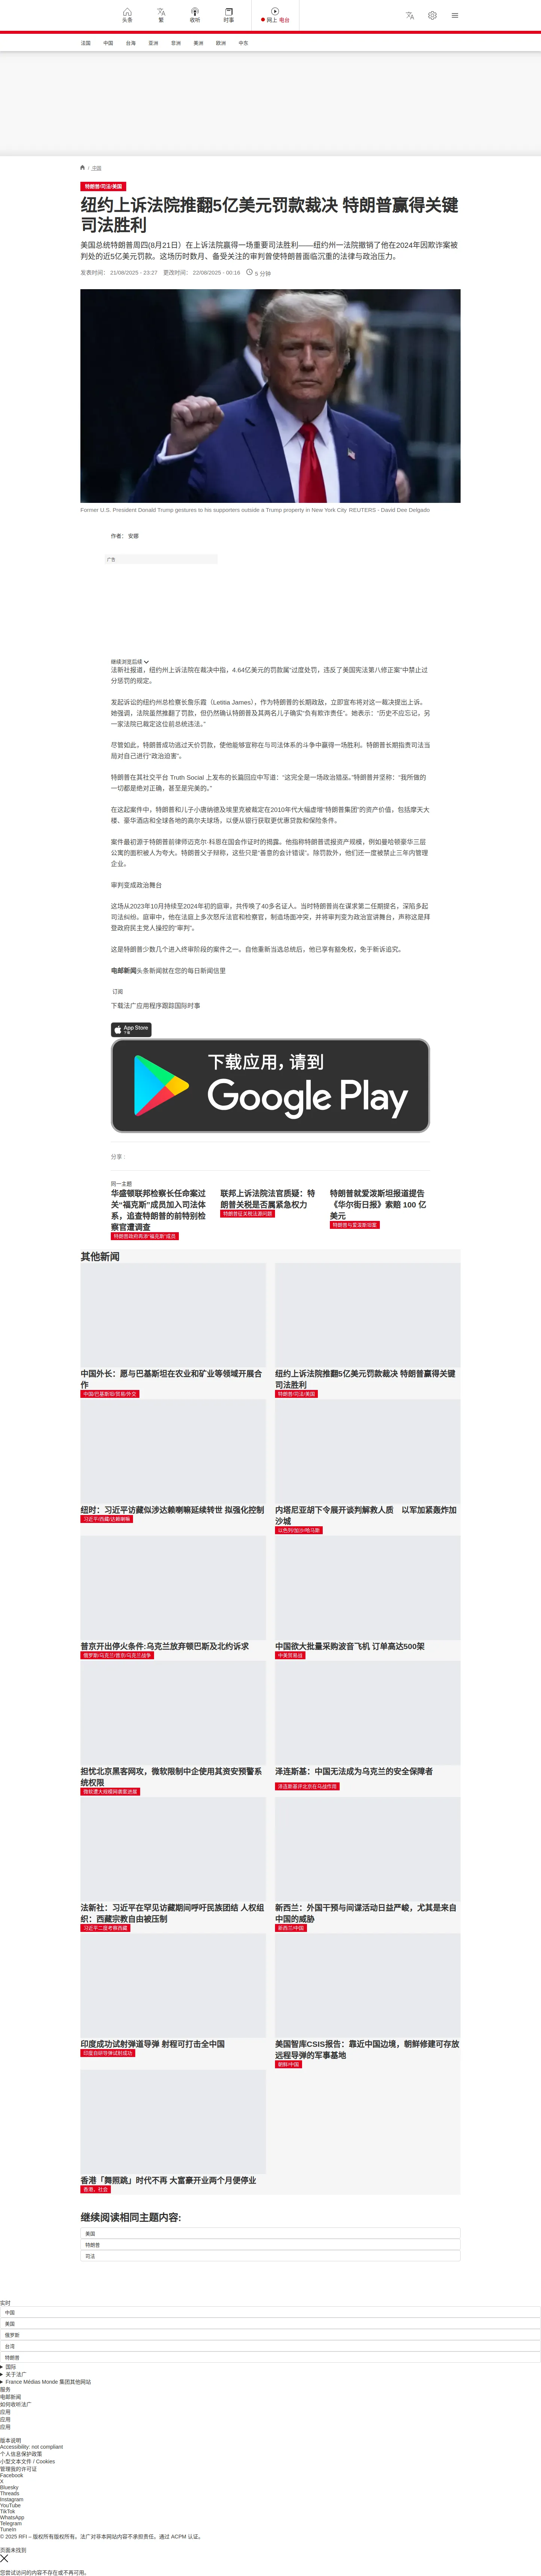 头条
繁
收听
时事
网上 电台
法国
中国
台海
亚洲
非洲
美洲
欧洲
中东
/ 中国
特朗普/司法/美国
纽约上诉法院推翻5亿美元罚款裁决 特朗普赢得关键
司法胜利
美国总统特朗普周四(8月21日）在上诉法院赢得一场重要司法胜利——纽约州一法院撤销了他在2024年因欺诈案被
判处的近5亿美元罚款。这场历时数月、备受关注的审判曾使特朗普面临沉重的法律与政治压力。
发表时间： 21/08/2025 - 23:27 更改时间： 22/08/2025 - 00:16 5 分钟
Former U.S. President Donald Trump gestures to his supporters outside a Trump property in New York City REUTERS - David Dee Delgado
作者： 安娜
广告
继续浏览后续
法新社报道，纽约州上诉法院在裁决中指，4.64亿美元的罚款属“过度处罚，违反了美国宪法第八修正案”中禁止过
分惩罚的规定。
发起诉讼的纽约州总检察长詹乐霞（Letitia James），作为特朗普的长期政敌，立即宣布将对这一裁决提出上诉。
她强调，法院虽然推翻了罚款，但仍然确认特朗普及其两名儿子确实“负有欺诈责任”。她表示：“历史不应忘记，另
一家法院已裁定这位前总统违法。”
尽管如此，特朗普成功逃过天价罚款，使他能够宣称在与司法体系的斗争中赢得一场胜利。特朗普长期指责司法当
局对自己进行“政治迫害”。
特朗普在其社交平台 Truth Social 上发布的长篇回应中写道：“这完全是一场政治猎巫。”特朗普并坚称：“我所做的
一切都是绝对正确，甚至是完美的。”
在这起案件中，特朗普和儿子小唐纳德及埃里克被裁定在2010年代大幅虚增“特朗普集团”的资产价值，包括摩天大
楼、豪华酒店和全球各地的高尔夫球场，以便从银行获取更优惠贷款和保险条件。
案件最初源于特朗普前律师迈克尔·科恩在国会作证时的揭露。他指称特朗普谎报资产规模，例如曼哈顿豪华三层
公寓的面积被人为夸大。特朗普父子辩称，这些只是“善意的会计错误”。除罚款外，他们还一度被禁止三年内管理
企业。
审判变成政治舞台
这场从2023年10月持续至2024年初的庭审，共传唤了40多名证人。当时特朗普尚在谋求第二任期提名，深陷多起
司法纠纷。庭审中，他在法庭上多次怒斥法官和检察官，制造场面冲突，并将审判变为政治宣讲舞台，声称这是拜
登政府民主党人操控的“审判”。
这是特朗普少数几个进入终审阶段的案件之一。自他重新当选总统后，他已享有豁免权，免于新诉追究。
电邮新闻头条新闻就在您的每日新闻信里
订阅
下载法广应用程序跟踪国际时事
App Store
下载
下载应用，请到
Google Play
分享 :
同一主题
华盛顿联邦检察长任命案过
关“福克斯”成员加入司法体
系，追查特朗普的前特别检
察官遭调查
特朗普政府再添“福克斯”成员
联邦上诉法院法官质疑：特
朗普关税是否属紧急权力
特朗普征关税法源问题
特朗普就爱泼斯坦报道提告
《华尔街日报》索赔 100 亿
美元
特朗普与爱泼斯坦案
其他新闻
中国外长：愿与巴基斯坦在农业和矿业等领域开展合
作
中国/巴基斯坦/贸易/外交
纽约上诉法院推翻5亿美元罚款裁决 特朗普赢得关键
司法胜利
特朗普/司法/美国
纽时：习近平访藏似涉达赖喇嘛延续转世 拟强化控制
习近平/西藏/达赖喇嘛
内塔尼亚胡下令展开谈判解救人质 以军加紧轰炸加
沙城
以色列/加沙/哈马斯
普京开出停火条件:乌克兰放弃顿巴斯及北约诉求
俄罗斯/乌克兰/普京/乌克兰战争
中国欲大批量采购波音飞机 订单高达500架
中美贸易战
担忧北京黑客网攻，微软限制中企使用其资安预警系
统权限
微软遭大规模网袭案进展
泽连斯基：中国无法成为乌克兰的安全保障者
泽连斯基评北京在乌战作用
法新社：习近平在罕见访藏期间呼吁民族团结 人权组
织：西藏宗教自由被压制
习近平二度考察西藏
新西兰：外国干预与间谍活动日益严峻，尤其是来自
中国的威胁
新西兰/中国
印度成功试射弹道导弹 射程可打击全中国
印度自研导弹试射成功
美国智库CSIS报告：靠近中国边境，朝鲜修建可存放
远程导弹的军事基地
朝鲜/中国
香港「舞照跳」时代不再 大富豪开业两个月便停业
香港、社会
继续阅读相同主题内容:
美国
特朗普
司法
实时
中国
美国
俄罗斯
台湾
特朗普
国际
关于法广
France Médias Monde 集团其他网站
服务
电邮新闻
如何收听法广
应用
应用
应用
版本说明
Accessibility: not compliant
个人信息保护政策
小型文本文件 / Cookies
管理我的许可证
Facebook
X
Bluesky
Threads
Instagram
YouTube
TikTok
WhatsApp
Telegram
TuneIn
© 2025 RFI – 版权所有版权所有。法广对非本网站内容不承担责任。通过 ACPM 认证。
页面未找到
您尝试访问的内容不存在或不再可用。